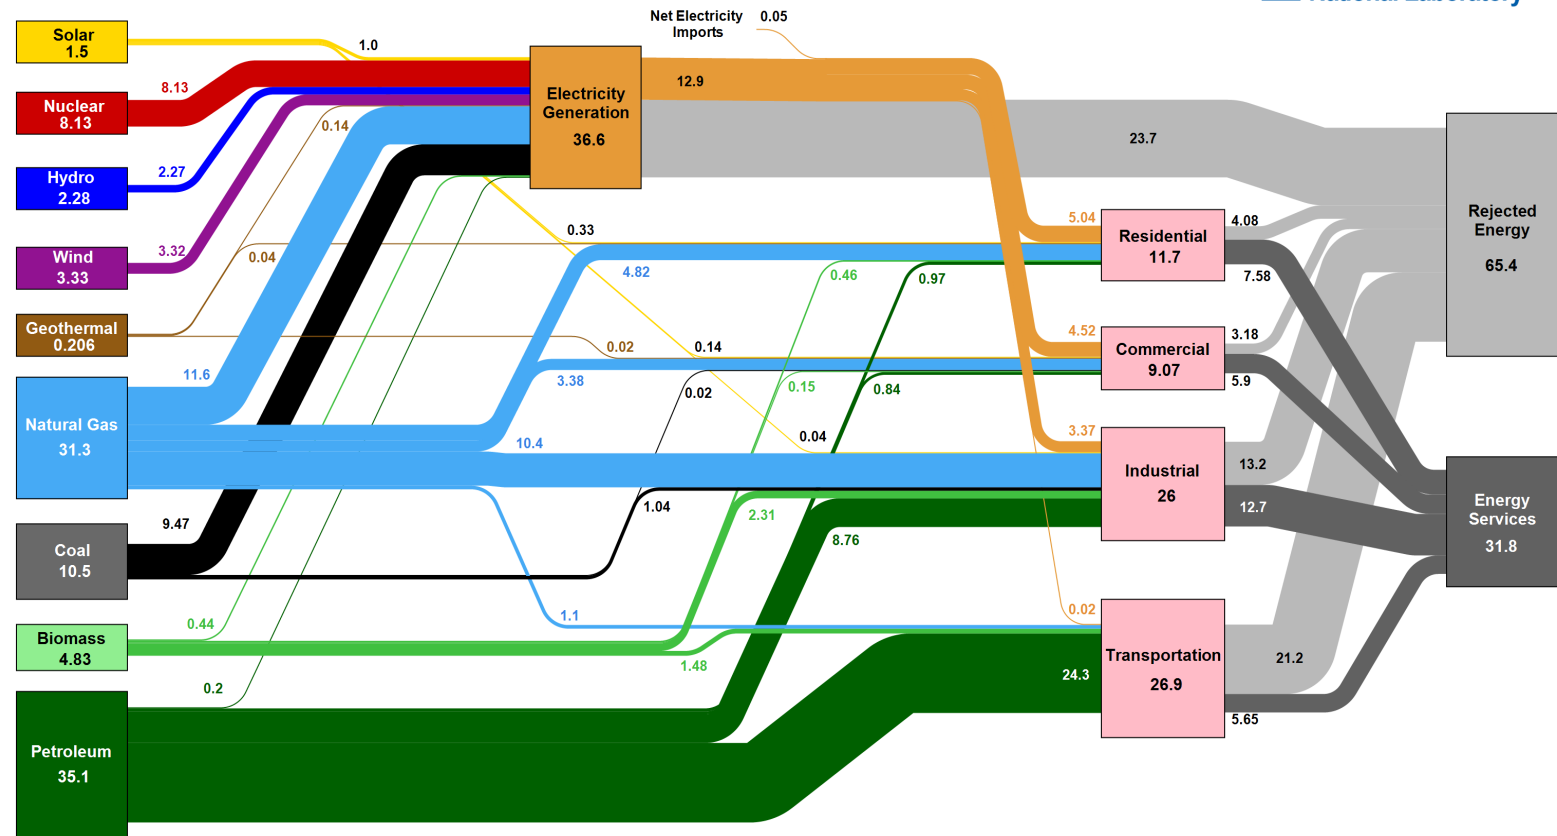 National Laboratory
Net Electricity
Imports
0.05
Solar
1.5
1.0
Nuclear
8.13
8.13
Hydro
2.28
2.27
Wind
3.33
3.32
Geothermal
0.206
0.14
0.04
0.02
Natural Gas
31.3
11.6
4.82
3.38
10.4
1.1
Coal
10.5
9.47
0.02
1.04
Biomass
4.83
0.44
0.46
0.15
2.31
1.48
Petroleum
35.1
0.2
0.97
0.84
8.76
24.3
0.33
0.14
0.04
Electricity
Generation
36.6
12.9
23.7
5.04
4.52
3.37
0.02
Residential
11.7
4.08
7.58
Commercial
9.07
3.18
5.9
Industrial
26
13.2
12.7
Transportation
26.9
21.2
5.65
Rejected
Energy
65.4
Energy
Services
31.8